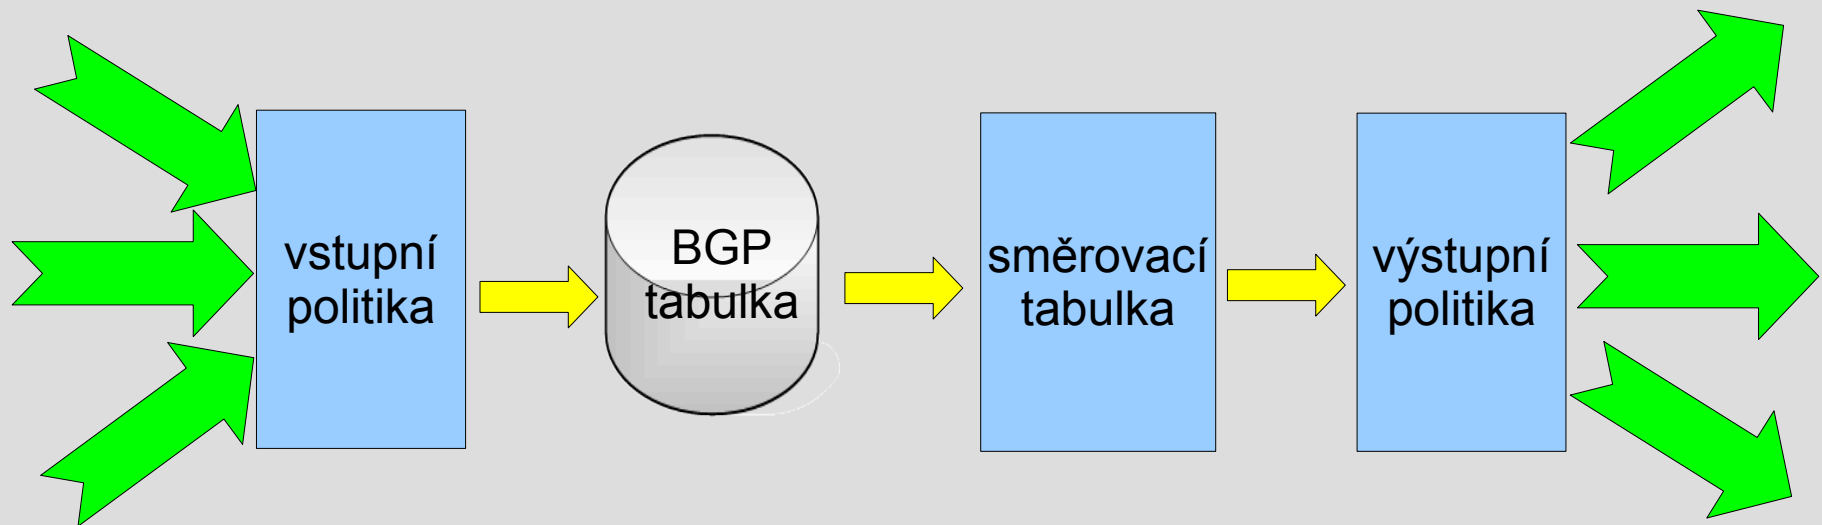 vstupní
politika
BGP
tabulka
směrovací
tabulka
výstupní
politika